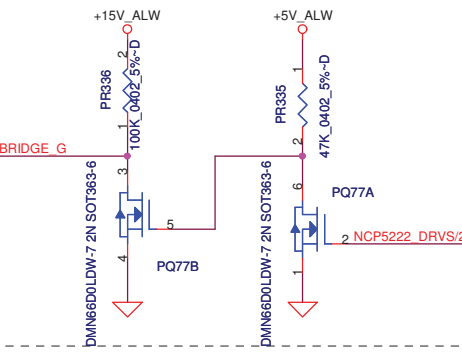 +15V_ALW
+5V_ALW
2
PR336
100K_0402_5%~D
1
1
PR335
47K_0402_5%~D
2
BRIDGE_G
3
DMN66D0LDW-7 2N SOT363-6
5
4
PQ77B
6
PQ77A
DMN66D0LDW-7 2N SOT363-6
2
NCP5222_DRVS/2
1